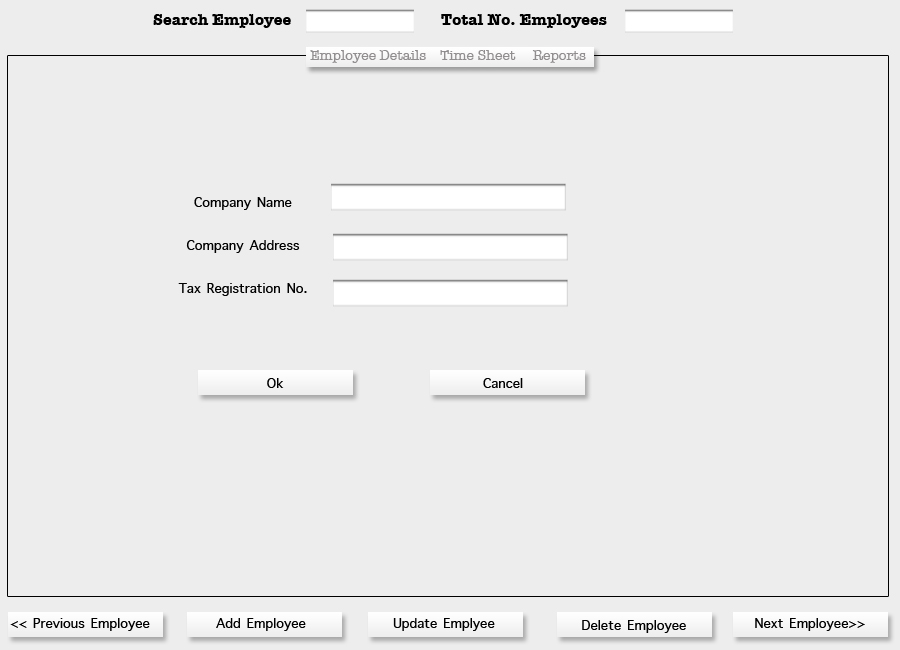 Search Employee Total No. Employees
Employee Details Time Sheet Reports
Company Name
Company Address
Tax Registration No.
Ok Cancel
<< Previous Employee Add Employee Update Emplyee Delete Employee Next Employee>>